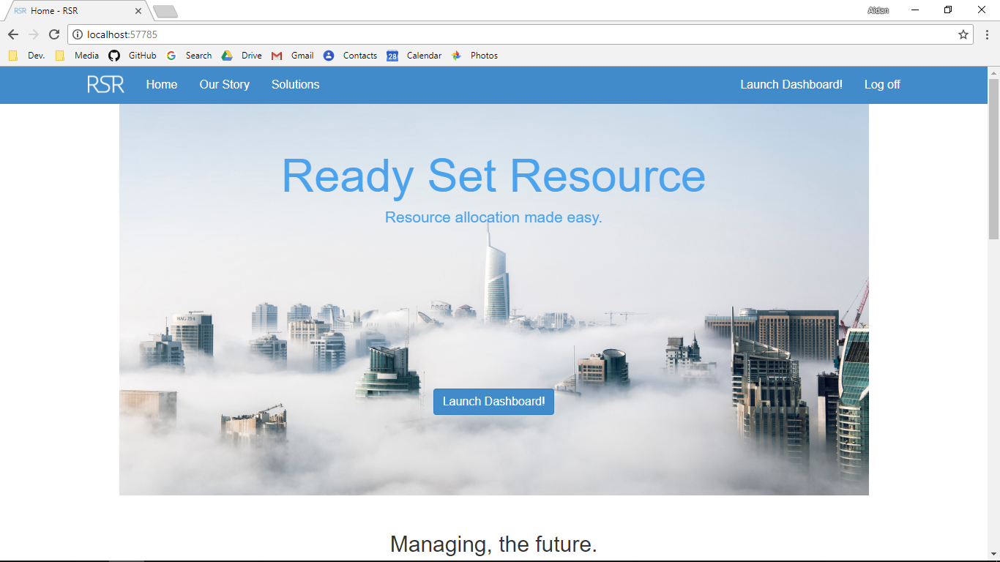 RSR Home - RSR
Aidan
localhost:57785
Dev. Media GitHub Search Drive Gmail 28 Contacts Calendar Photos
RSR Home Our Story Solutions Launch Dashboard! Log off
Ready Set Resource
Resource allocation made easy.
MAG 214
Launch Dashboard!
Managing, the future.